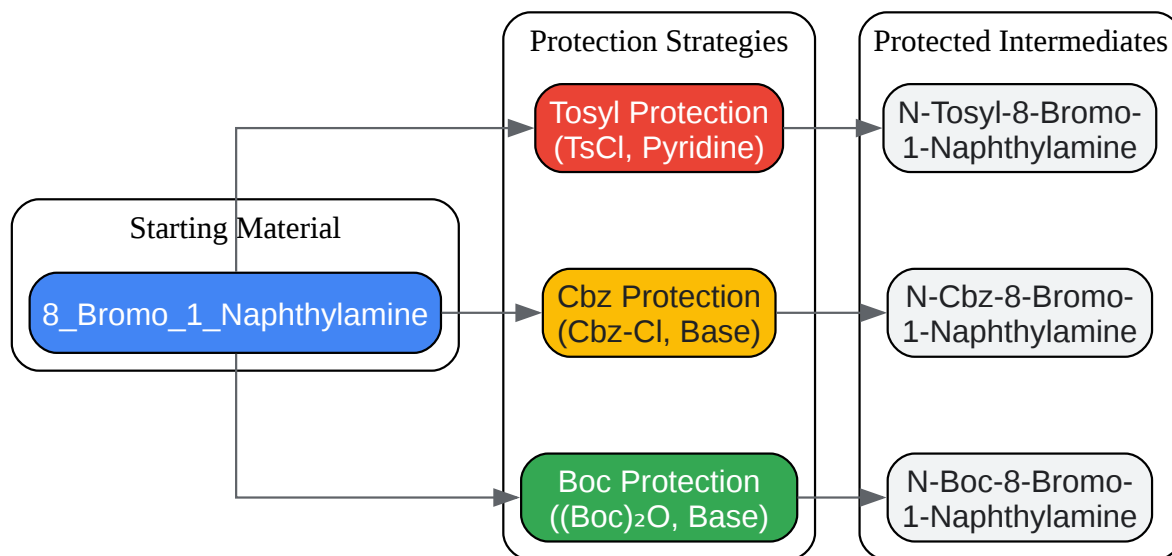 Protection Strategies
Protected Intermediates
Tosyl Protection
(TsCl, Pyridine)
N-Tosyl-8-Bromo-
1-Naphthylamine
Starting Material
8_Bromo_1_Naphthylamine
Cbz Protection
(Cbz-Cl, Base)
N-Cbz-8-Bromo-
1-Naphthylamine
Boc Protection
((Boc)₂O, Base)
N-Boc-8-Bromo-
1-Naphthylamine